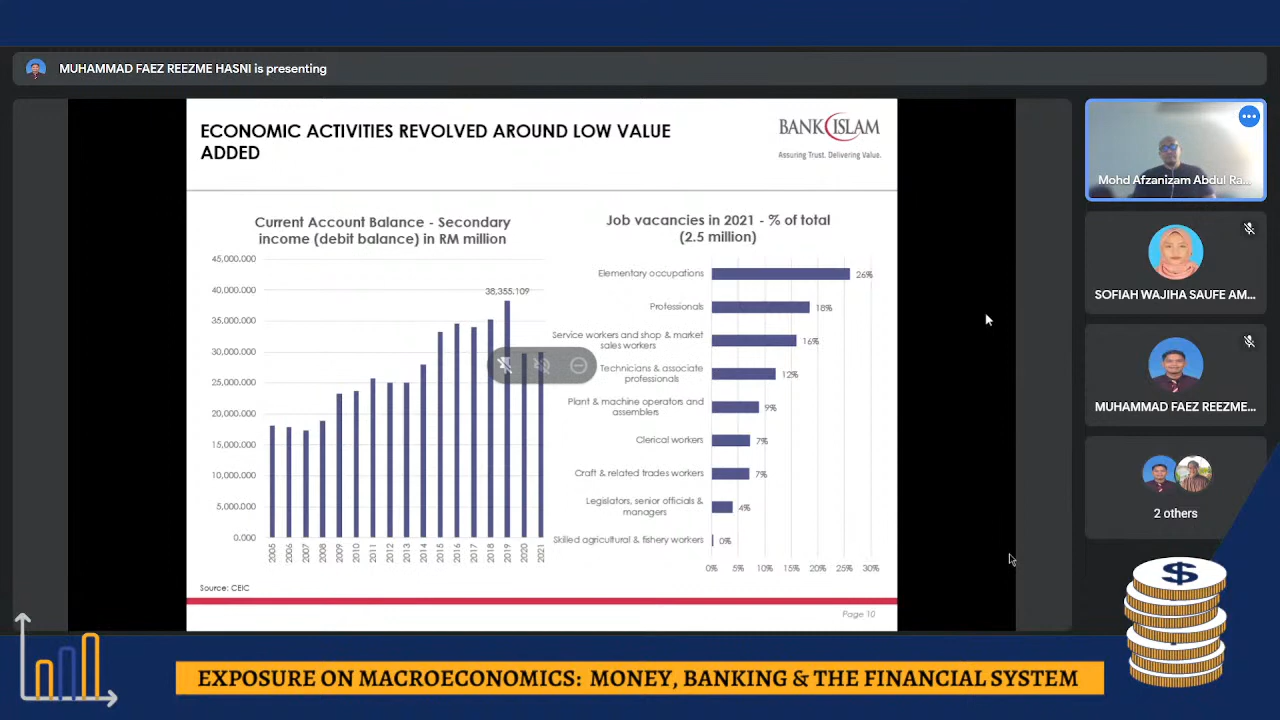 MUHAMMAD FAEZ REEZME HASNI is presenting
ECONOMIC ACTIVITIES REVOLVED AROUND LOW VALUE
ADDED
BANK ISLAM
Assuring Trust. Delivering Value.
Current Account Balance - Secondary
income (debit balance) in RM million
45,000.000
40,000.000
35,000.000
30,000.000
25,000.000
20,000.000
15,000.000
10,000.000
5,000.000
0.000
38,355.109
2005
2006
2007
2008
2009
2010
2011
2012
2013
2014
2015
2016
2017
2018
2019
2020
2021
Source: CEIC
Job vacancies in 2021 - % of total
(2.5 million)
Elementary occupations
26%
Professionals
18%
Service workers and shop & market
sales workers
16%
Technicians & associate
professionals
12%
Plant & machine operators and
assemblers
9%
Clerical workers
7%
Craft & related trades workers
7%
Legislators, senior officials &
managers
4%
Skilled agricultural & fishery workers
0%
0%
5%
10%
15%
20%
25%
30%
Page 10
Mohd Afzanizam Abdul Ra...
SOFIAH WAJIHA SAUFE AM...
MUHAMMAD FAEZ REEZME...
2 others
$
EXPOSURE ON MACROECONOMICS: MONEY, BANKING & THE FINANCIAL SYSTEM